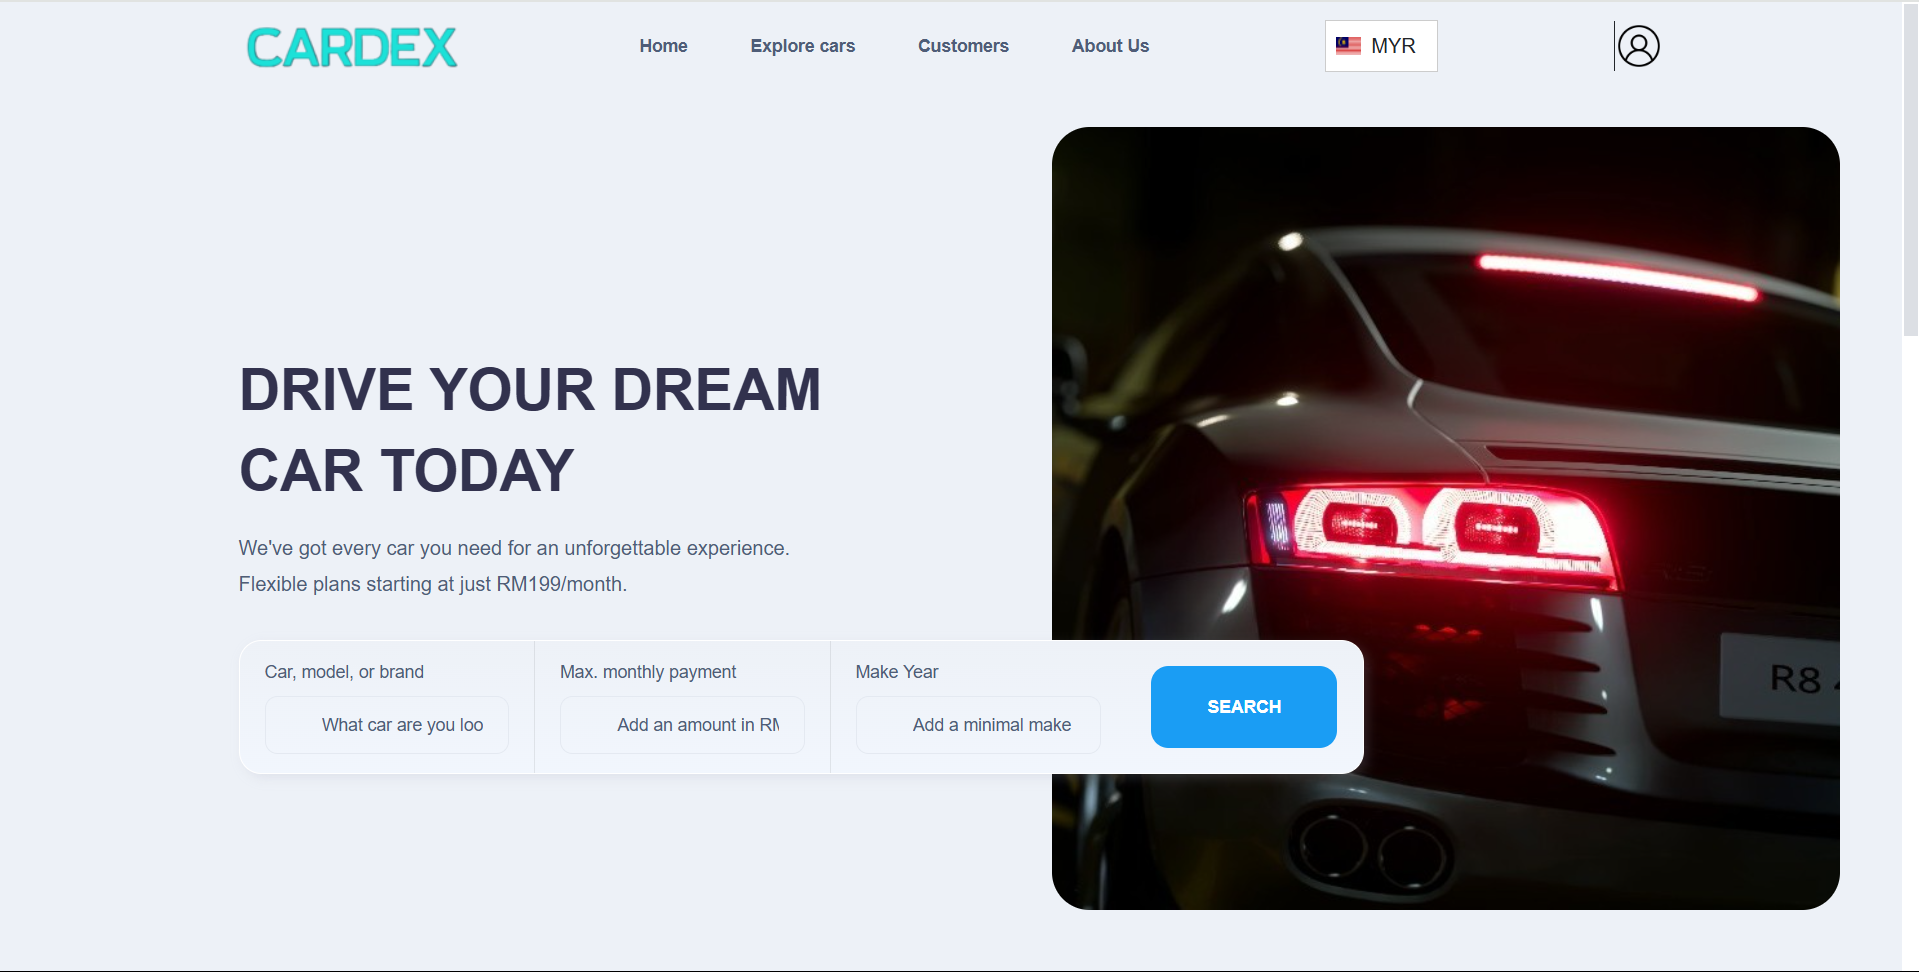 CARDEX
Home
Explore cars
Customers
About Us
MYR
DRIVE YOUR DREAM
CAR TODAY
We've got every car you need for an unforgettable experience.
Flexible plans starting at just RM199/month.
Car, model, or brand
Max. monthly payment
Make Year
What car are you loo
Add an amount in RM
Add a minimal make
SEARCH
R8